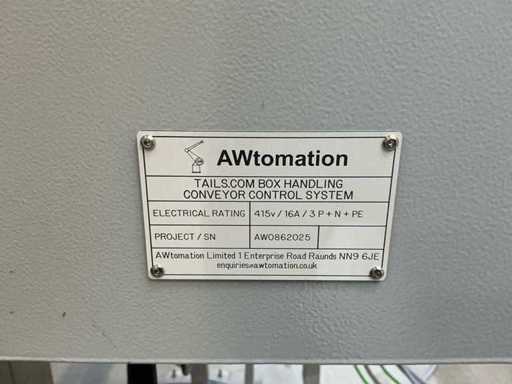 AWtomation
TAILS.COM BOX HANDLING
CONVEYOR CONTROL SYSTEM
ELECTRICAL RATING 415v / 16A / 3 P + N + PE
PROJECT / SN AW0862025
AWtomation Limited 1 Enterprise Road Raunds NN9 6JE
enquiries@awtomation.co.uk